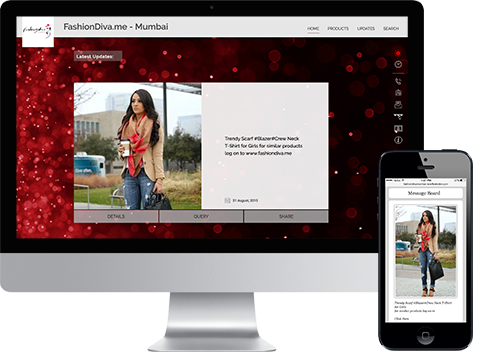 FashionDiva.me - Mumbai
HOME
PRODUCTS
UPDATES
SEARCH
Latest Updates:
Trendy Scarf #Blazer#Crew Neck
T-Shirt for Girls for similar products
log on to www.fashiondiva.me
31 August, 2015
DETAILS
QUERY
SHARE
Message Board
Trendy Scarf #Blazer#Crew Neck T-Shirt
for Girls
for similar products log on to